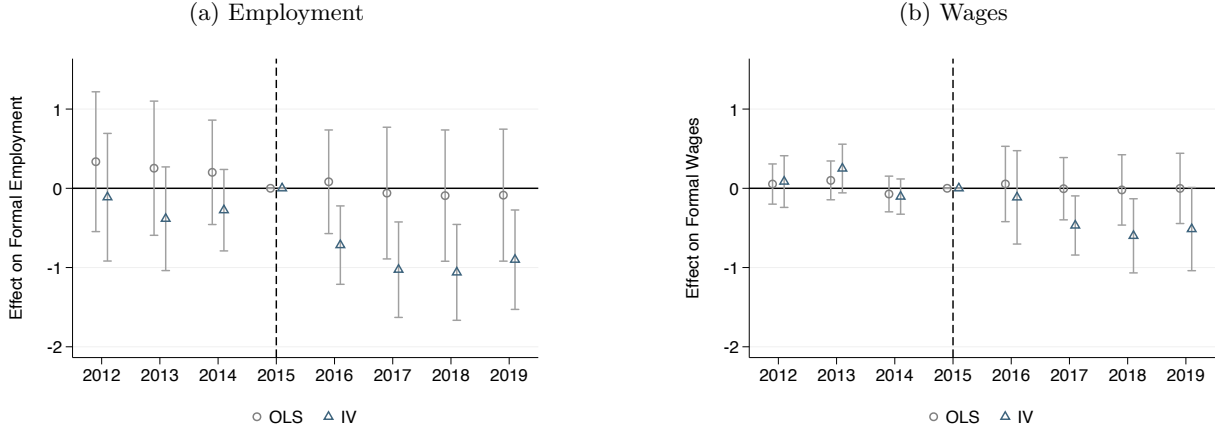 (a) Employment
Effect on Formal Employment
1
0
-1
-2
2012 2013 2014 2015 2016 2017 2018 2019
OLS IV
(b) Wages
Effect on Formal Wages
1
0
-1
-2
2012 2013 2014 2015 2016 2017 2018 2019
OLS IV